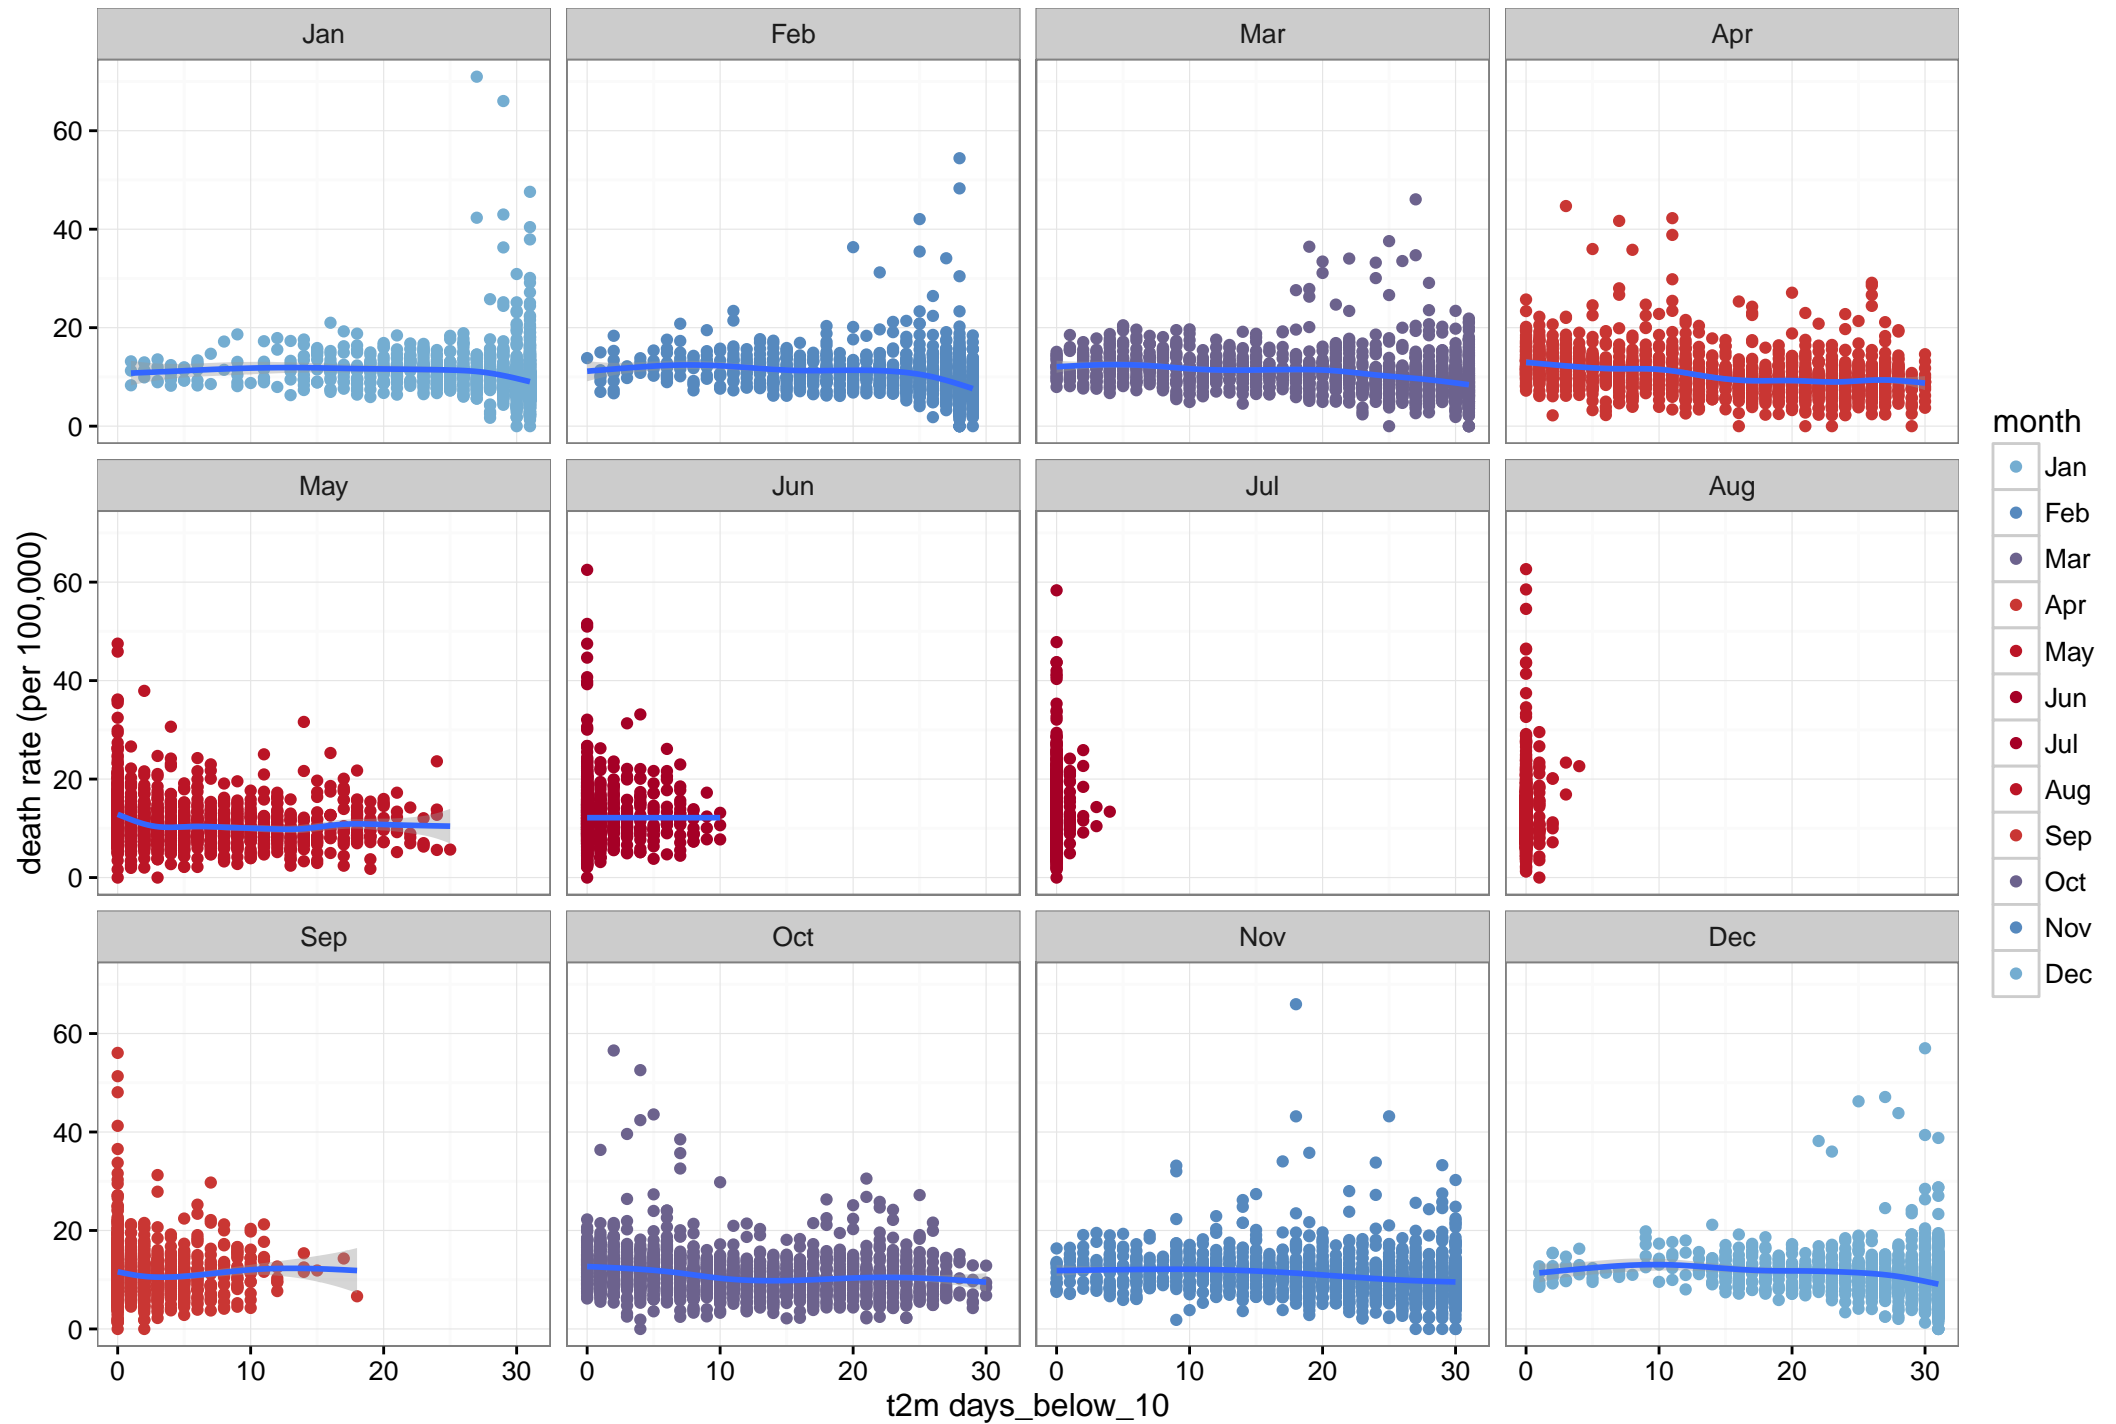 Jan Feb Mar Apr
60
40
20
0
May Jun Jul Aug
60
40
20
0
Sep Oct Nov Dec
60
40
20
0
0 10 20 30 0 10 20 30 0 10 20 30 0 10 20 30
t2m days_below_10
death rate (per 100,000)
month
Jan
Feb
Mar
Apr
May
Jun
Jul
Aug
Sep
Oct
Nov
Dec